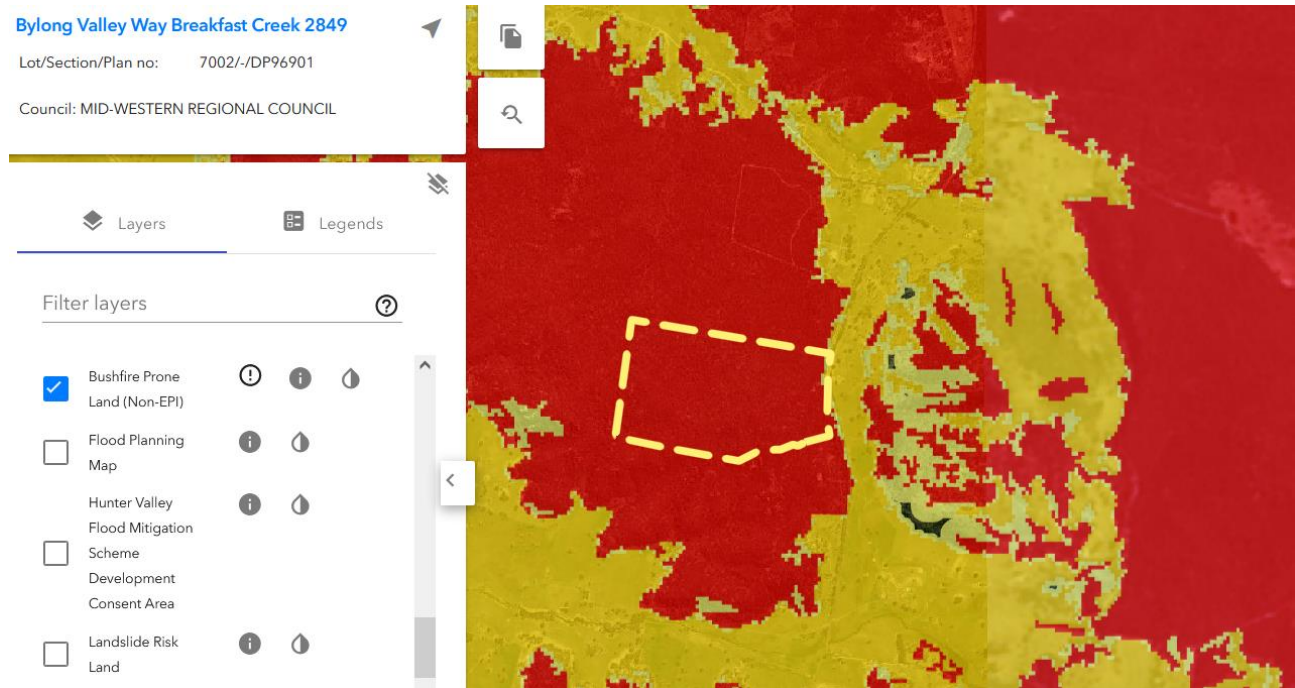 Bylong Valley Way Breakfast Creek 2849
Lot/Section/Plan no: 7002/-/DP96901
Council: MID-WESTERN REGIONAL COUNCIL
Layers Legends
Filter layers
Bushfire Prone
Land (Non-EPI)
Flood Planning
Map
Hunter Valley
Flood Mitigation
Scheme
Development
Consent Area
Landslide Risk
Land